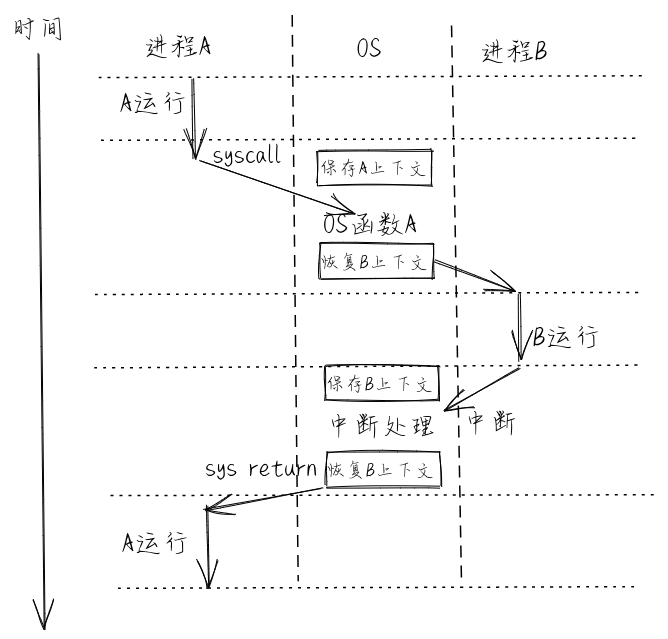 时间
进程A
OS
进程B
A运行
syscall
保存A上下文
OS函数A
恢复B上下文
B运行
保存B上下文
中断处理
中断
sys return
恢复B上下文
A运行